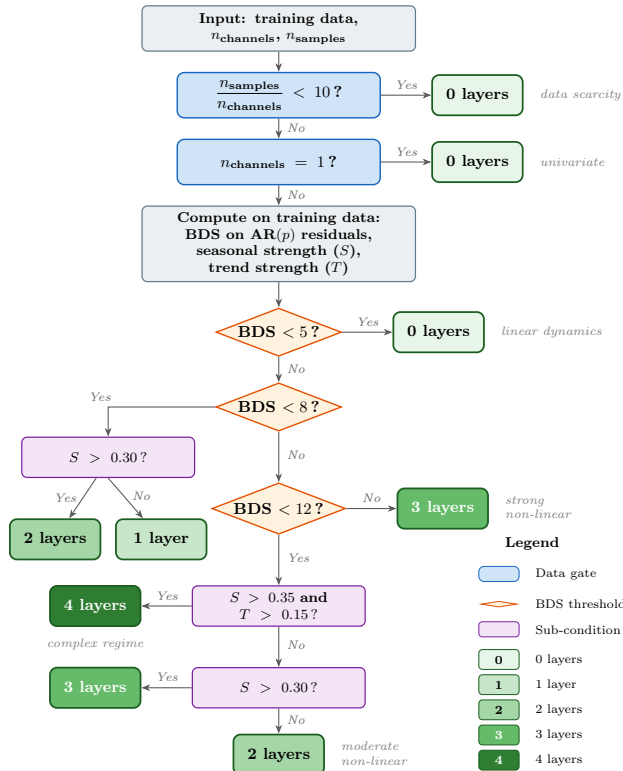 Input: training data,
n_channels, n_samples
n_samples / n_channels < 10 ?
Yes
0 layers
data scarcity
No
n_channels = 1 ?
Yes
0 layers
univariate
No
Compute on training data:
BDS on AR(p) residuals,
seasonal strength (S),
trend strength (T)
BDS < 5 ?
Yes
0 layers
linear dynamics
No
BDS < 8 ?
Yes
No
S > 0.30 ?
Yes
No
2 layers
1 layer
BDS < 12 ?
No
3 layers
strong
non-linear
Yes
S > 0.35 and
T > 0.15 ?
Yes
4 layers
complex regime
No
S > 0.30 ?
Yes
3 layers
No
2 layers
moderate
non-linear
Legend
Data gate
BDS threshold
Sub-condition
0 0 layers
1 1 layer
2 2 layers
3 3 layers
4 4 layers